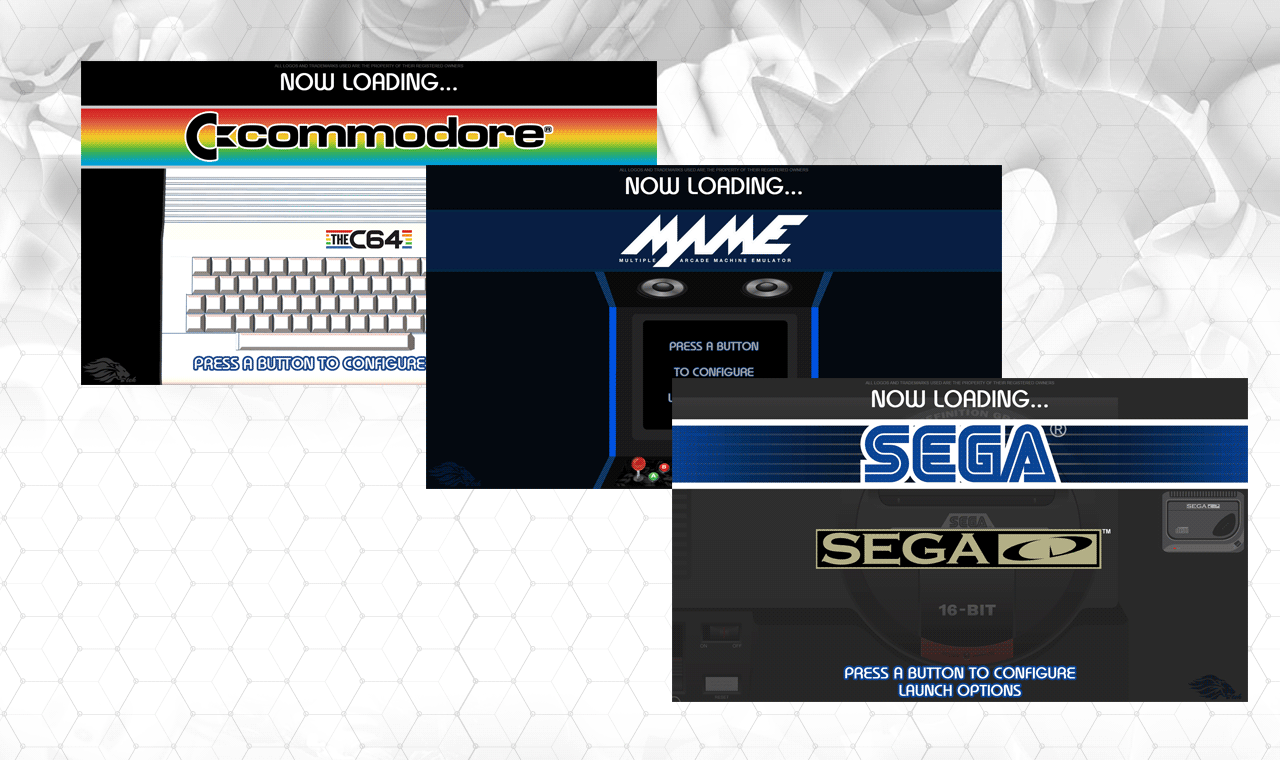 ALL LOGOS AND TRADEMARKS USED ARE THE PROPERTY OF THEIR REGISTERED OWNERS
NOW LOADING...
commodore®
THEC64
PRESS A BUTTON TO CONFIGURE
ALL LOGOS AND TRADEMARKS USED ARE THE PROPERTY OF THEIR REGISTERED OWNERS
NOW LOADING...
MAME
MULTIPLE ARCADE MACHINE EMULATOR
PRESS A BUTTON
TO CONFIGURE
B
A
ALL LOGOS AND TRADEMARKS USED ARE THE PROPERTY OF THEIR REGISTERED OWNERS
NOW LOADING...
SEGA®
SEGA
SEGA CD™
16-BIT
PRESS A BUTTON TO CONFIGURE
LAUNCH OPTIONS